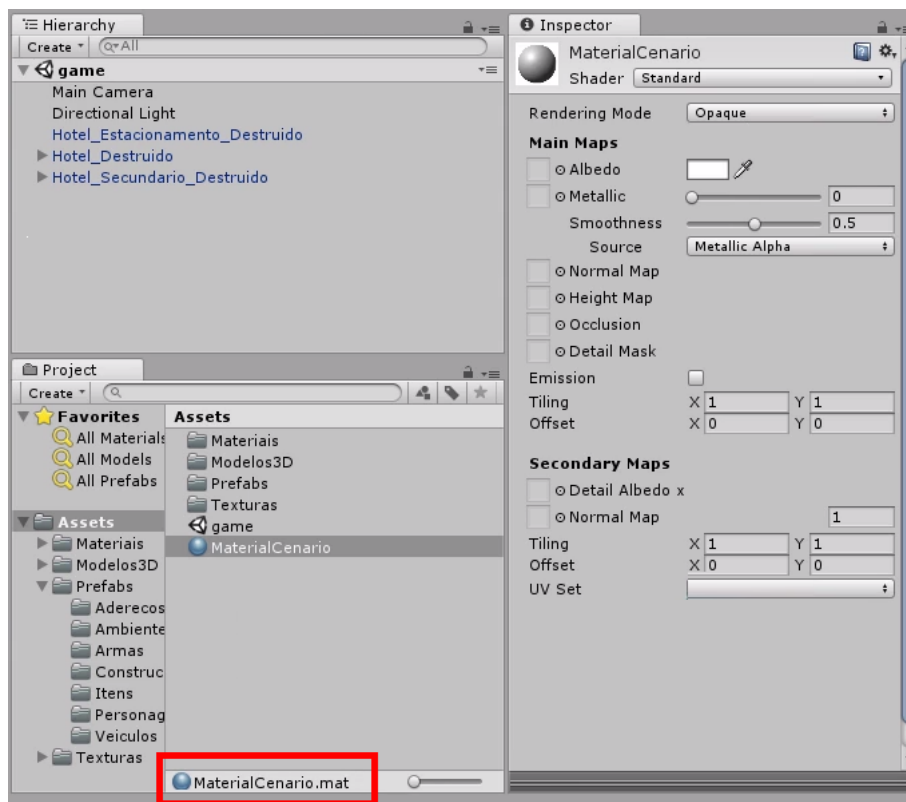 Hierarchy
Create
All
game
Main Camera
Directional Light
Hotel_Estacionamento_Destruido
Hotel_Destruido
Hotel_Secundario_Destruido
Project
Create
Favorites
All Materials
All Models
All Prefabs
Assets
Materiais
Modelos3D
Prefabs
Aderecos
Ambiente
Armas
Construc
Itens
Personag
Veiculos
Texturas
Assets
Materiais
Modelos3D
Prefabs
Texturas
game
MaterialCenario
MaterialCenario.mat
Inspector
MaterialCenario
Shader Standard
Rendering Mode Opaque
Main Maps
Albedo
Metallic 0
Smoothness 0.5
Source Metallic Alpha
Normal Map
Height Map
Occlusion
Detail Mask
Emission
Tiling X 1 Y 1
Offset X 0 Y 0
Secondary Maps
Detail Albedo x
Normal Map 1
Tiling X 1 Y 1
Offset X 0 Y 0
UV Set